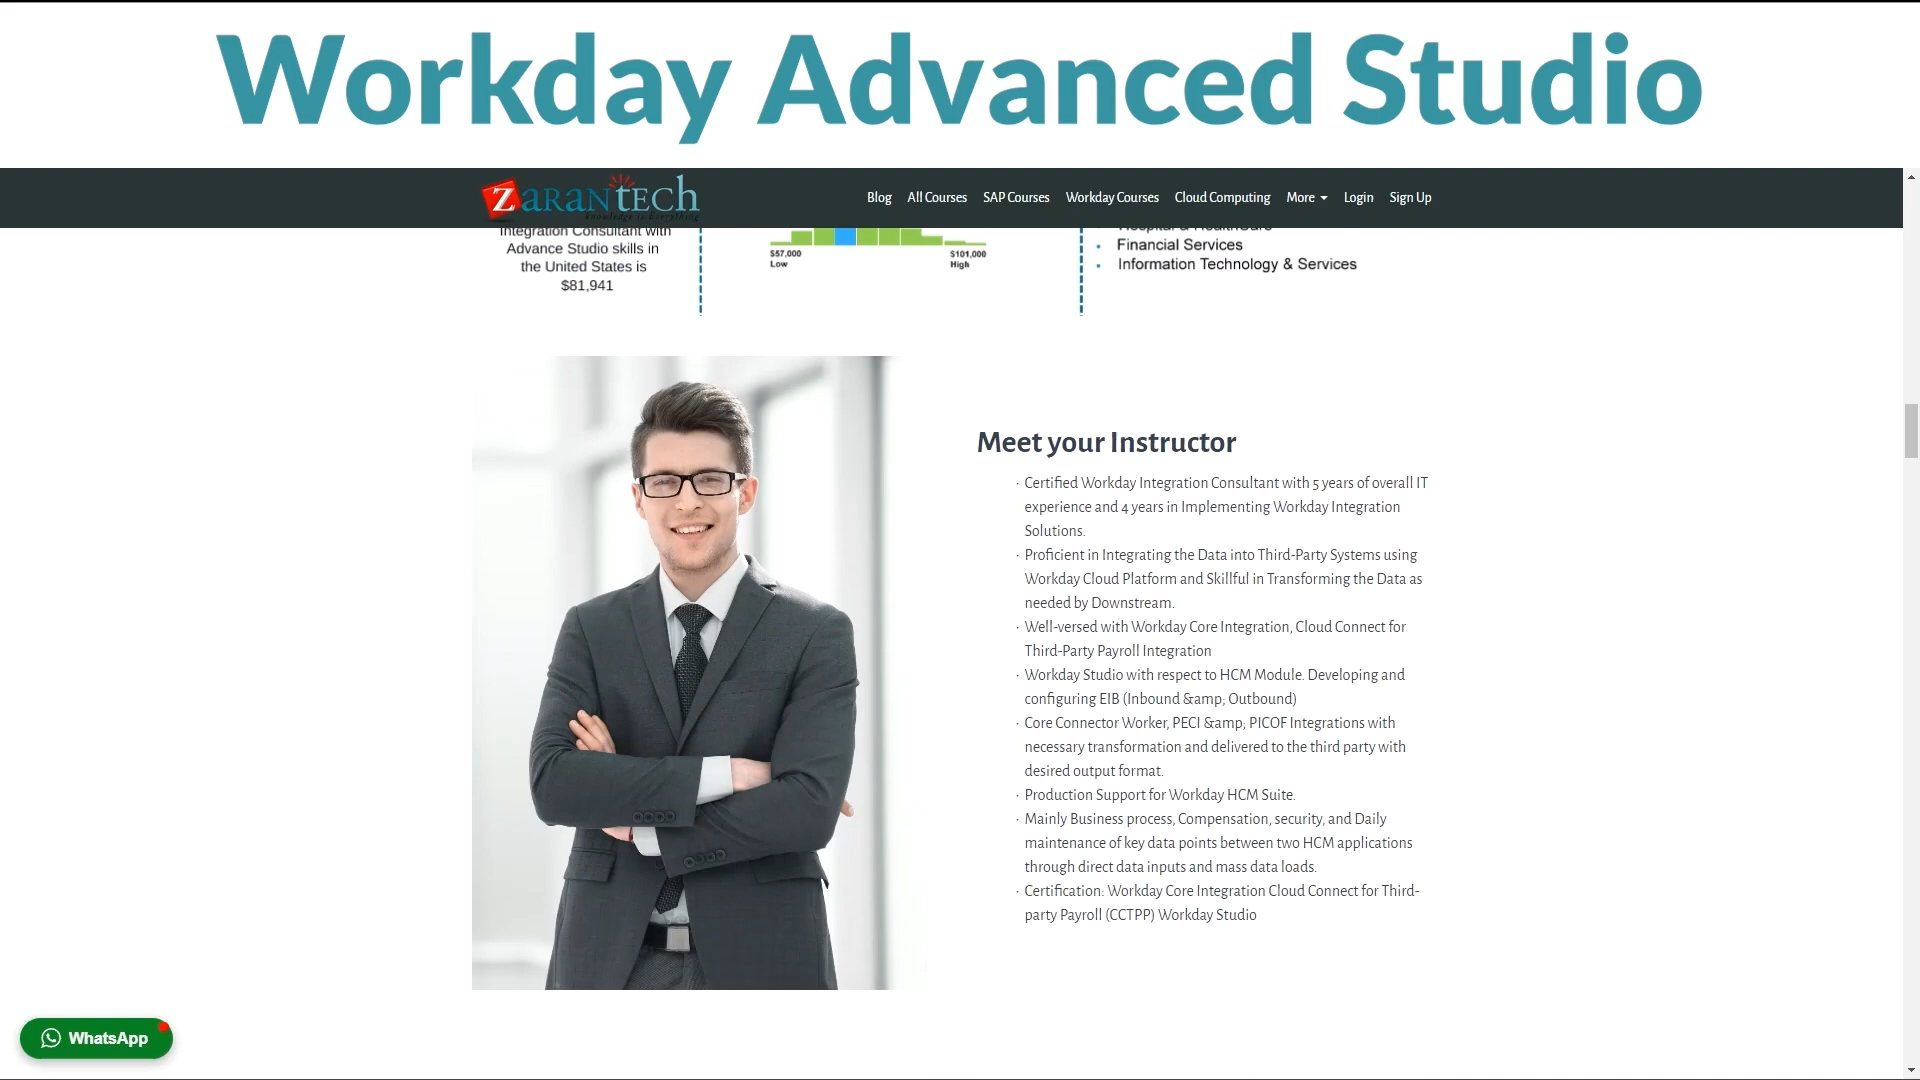 Workday Advanced Studio
ZARANTECH
Knowledge is Everything
Blog All Courses SAP Courses Workday Courses Cloud Computing More Login Sign Up
Integration Consultant with
Advance Studio skills in
the United States is
$81,941
$57,000
Low
$101,000
High
Hospital & HealthCare
• Financial Services
• Information Technology & Services
Meet your Instructor
· Certified Workday Integration Consultant with 5 years of overall IT
experience and 4 years in Implementing Workday Integration
Solutions.
· Proficient in Integrating the Data into Third-Party Systems using
Workday Cloud Platform and Skillful in Transforming the Data as
needed by Downstream.
· Well-versed with Workday Core Integration, Cloud Connect for
Third-Party Payroll Integration
· Workday Studio with respect to HCM Module. Developing and
configuring EIB (Inbound &amp; Outbound)
· Core Connector Worker, PECI &amp; PICOF Integrations with
necessary transformation and delivered to the third party with
desired output format.
· Production Support for Workday HCM Suite.
· Mainly Business process, Compensation, security, and Daily
maintenance of key data points between two HCM applications
through direct data inputs and mass data loads.
· Certification: Workday Core Integration Cloud Connect for Third-
party Payroll (CCTPP) Workday Studio
WhatsApp